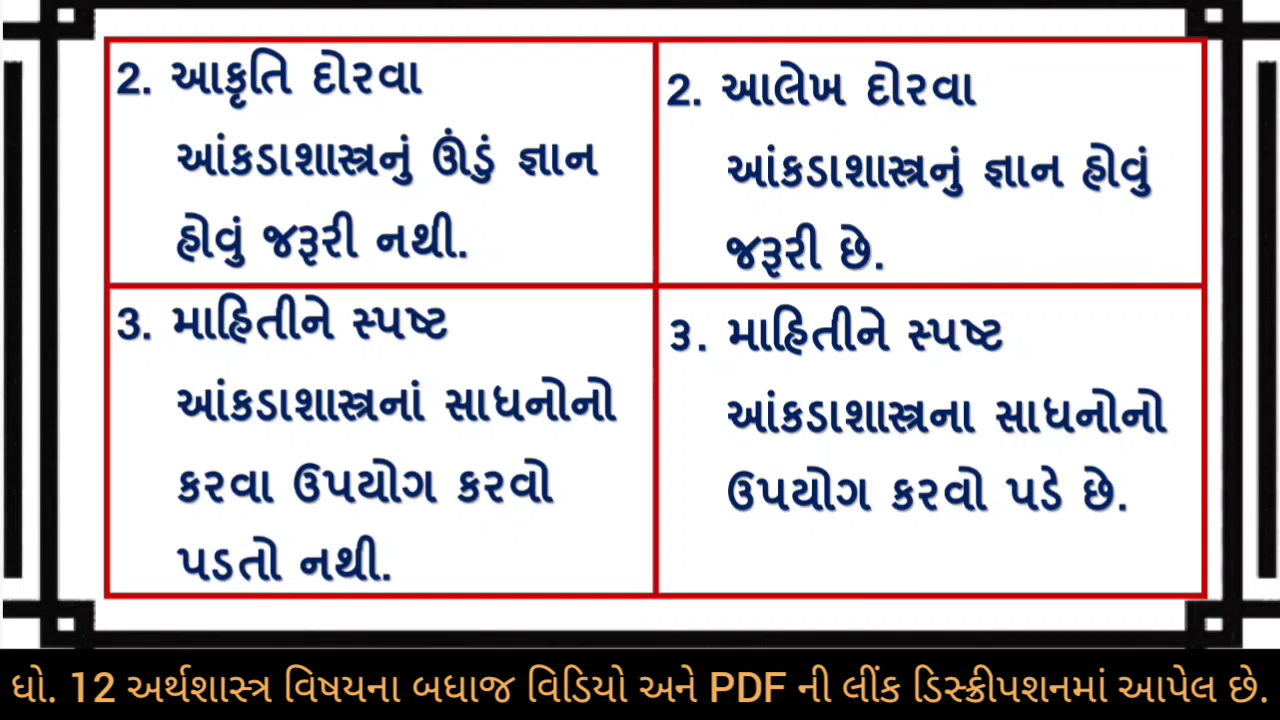 2. આકૃતિ દોરવા
આંકડાશાસ્ત્રનું ઊંડું જ્ઞાન
હોવું જરૂરી નથી.
2. આલેખ દોરવા
આંકડાશાસ્ત્રનું જ્ઞાન હોવું
જરૂરી છે.
3. માહિતીને સ્પષ્ટ
આંકડાશાસ્ત્રનાં સાધનોનો
કરવા ઉપયોગ કરવો
પડતો નથી.
૩. માહિતીને સ્પષ્ટ
આંકડાશાસ્ત્રના સાધનોનો
ઉપયોગ કરવો પડે છે.
ધો. 12 અર્થશાસ્ત્ર વિષયના બધાજ વિડિયો અને PDF ની લીંક ડિસ્ક્રીપશનમાં આપેલ છે.